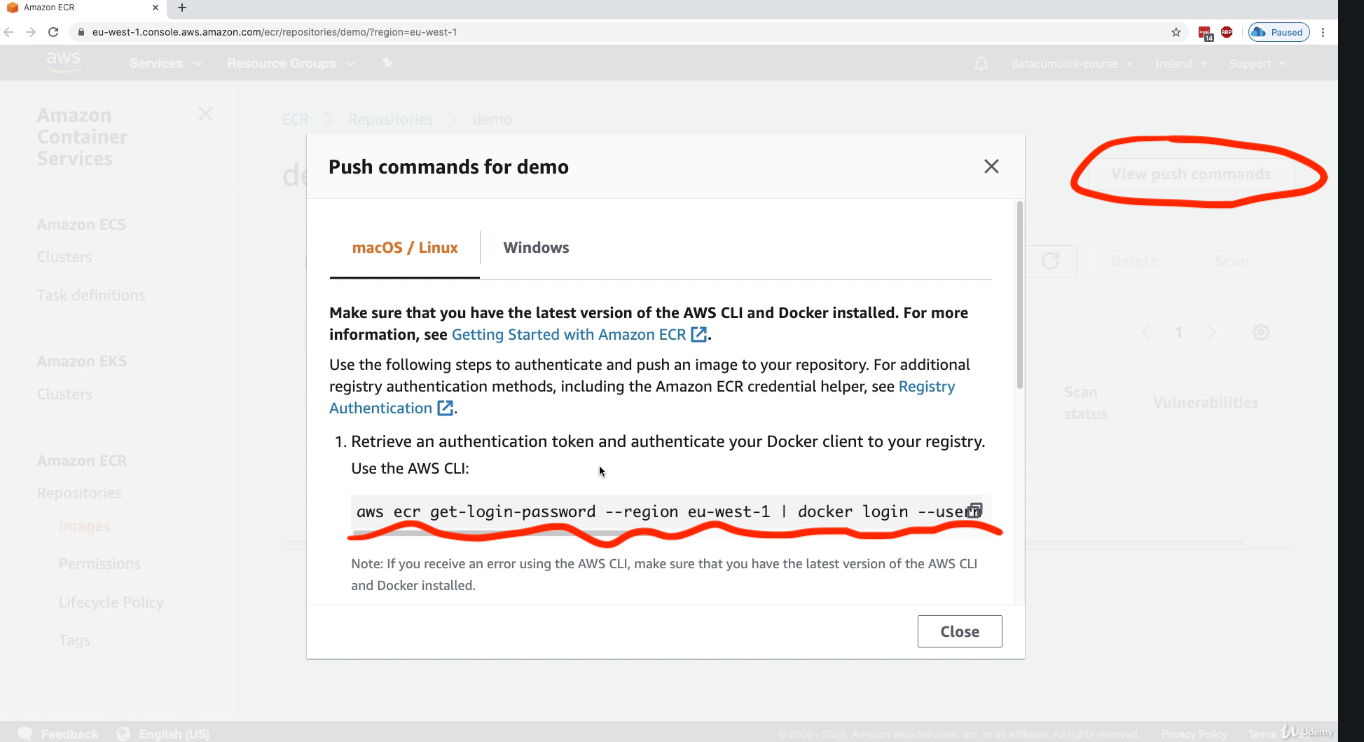 Amazon ECR
eu-west-1.console.aws.amazon.com/ecr/repositories/demo/?region=eu-west-1
14
ABP
Paused
aws
Services
Resource Groups
datacumulus-course
Ireland
Support
Amazon
Container
Services
Amazon ECS
Clusters
Task definitions
Amazon EKS
Clusters
Amazon ECR
Repositories
Images
Permissions
Lifecycle Policy
Tags
ECR
Repositories
demo
View push commands
Delete
Scan
1
Scan
status
Vulnerabilities
Push commands for demo
macOS / Linux
Windows
Make sure that you have the latest version of the AWS CLI and Docker installed. For more
information, see Getting Started with Amazon ECR.
Use the following steps to authenticate and push an image to your repository. For additional
registry authentication methods, including the Amazon ECR credential helper, see Registry
Authentication.
1. Retrieve an authentication token and authenticate your Docker client to your registry.
Use the AWS CLI:
aws ecr get-login-password --region eu-west-1 | docker login --usern
Note: If you receive an error using the AWS CLI, make sure that you have the latest version of the AWS CLI
and Docker installed.
Close
Feedback
English (US)
© 2008 - 2020, Amazon Web Services, Inc. or its affiliates. All rights reserved.
Privacy Policy
Terms
Udemy